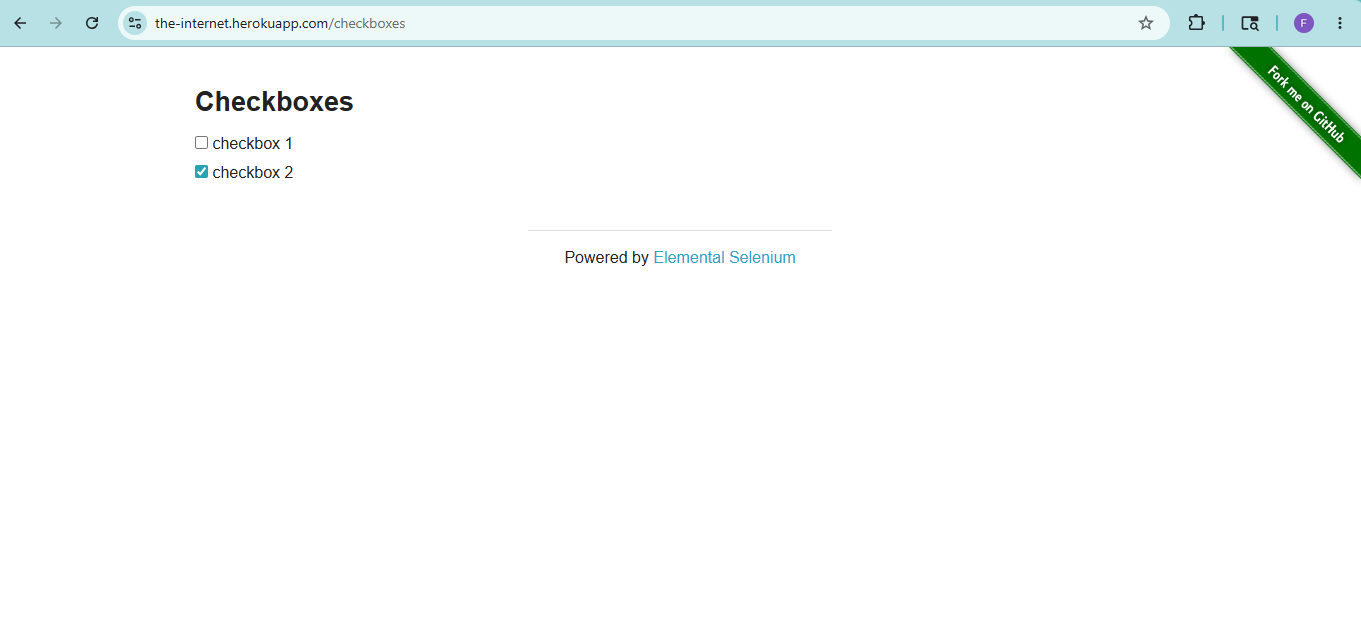 the-internet.herokuapp.com/checkboxes
F
Fork me on GitHub
Checkboxes
checkbox 1
checkbox 2
Powered by Elemental Selenium